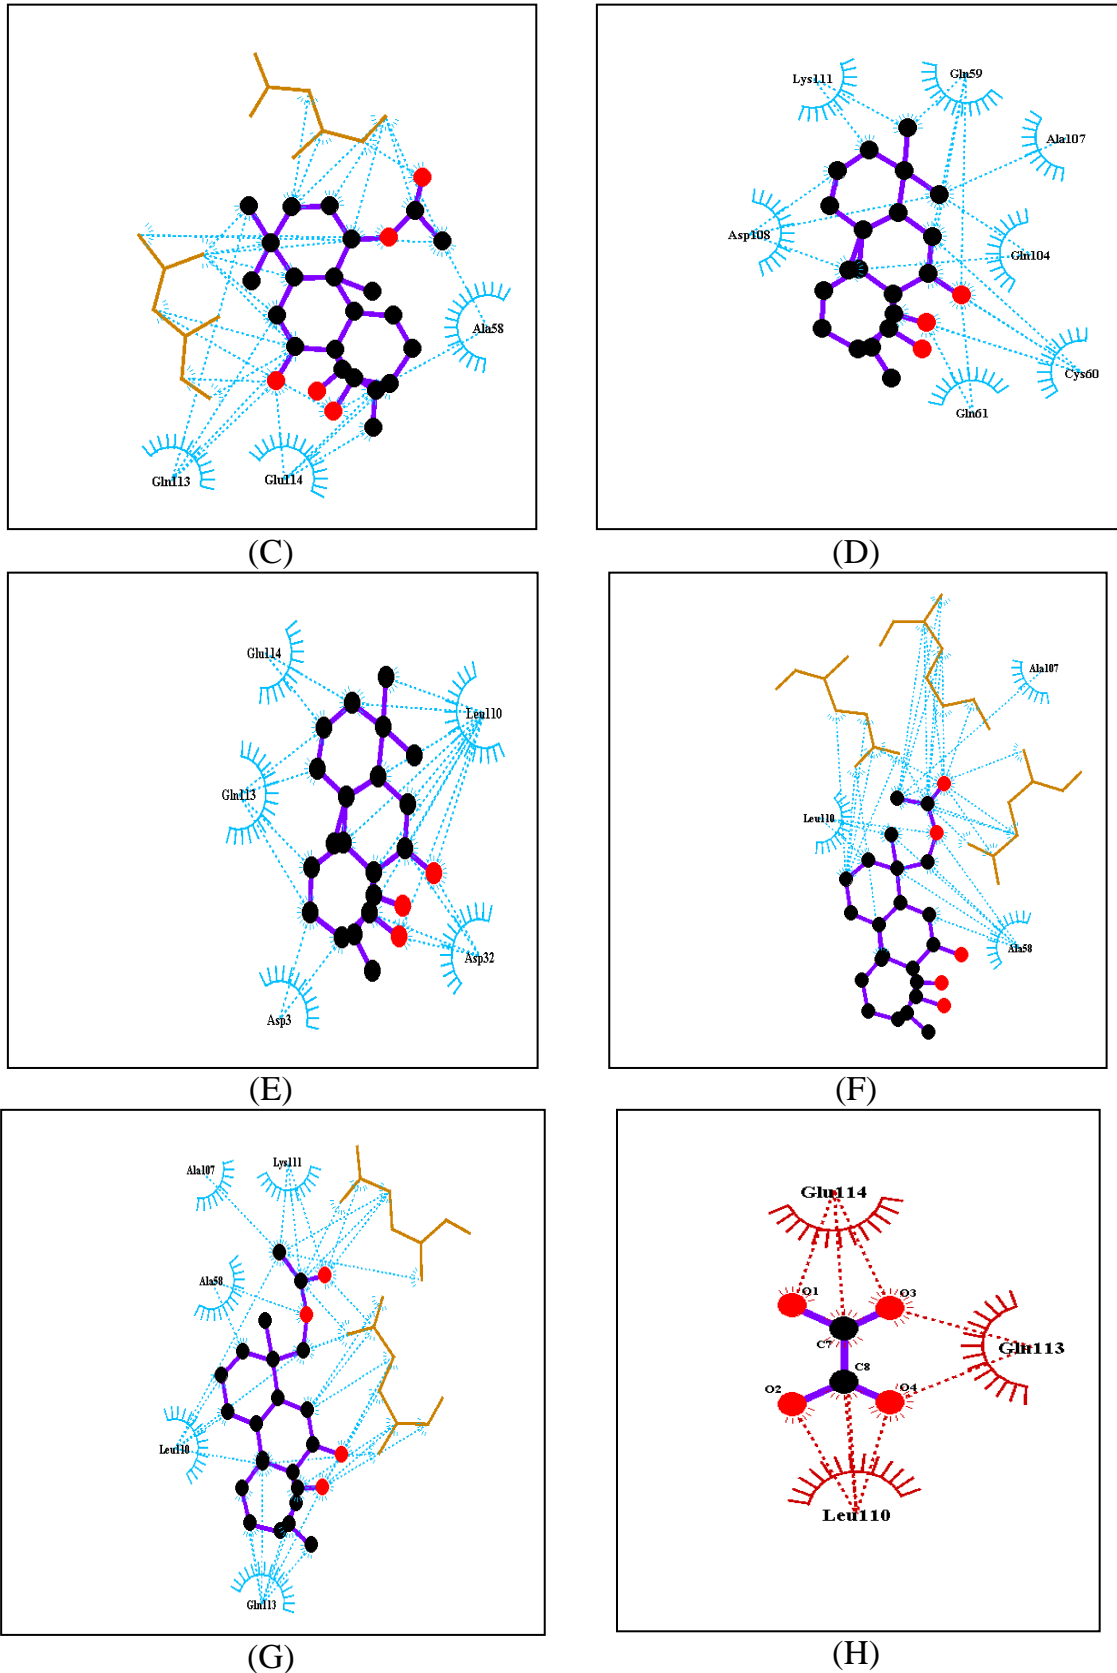 Ala58
Gln113
Glu114
(C)
Lys111
Gln59
Ala107
Asp108
Gln104
Cys60
Gln61
(D)
Glu114
Leu110
Gln113
Asp32
Asp3
(E)
Ala107
Leu110
Ala58
(F)
Ala107
Lys111
Ala58
Leu110
Gln113
(G)
Glu114
O1
O3
C7
Gln113
C8
O2
O4
Leu110
(H)